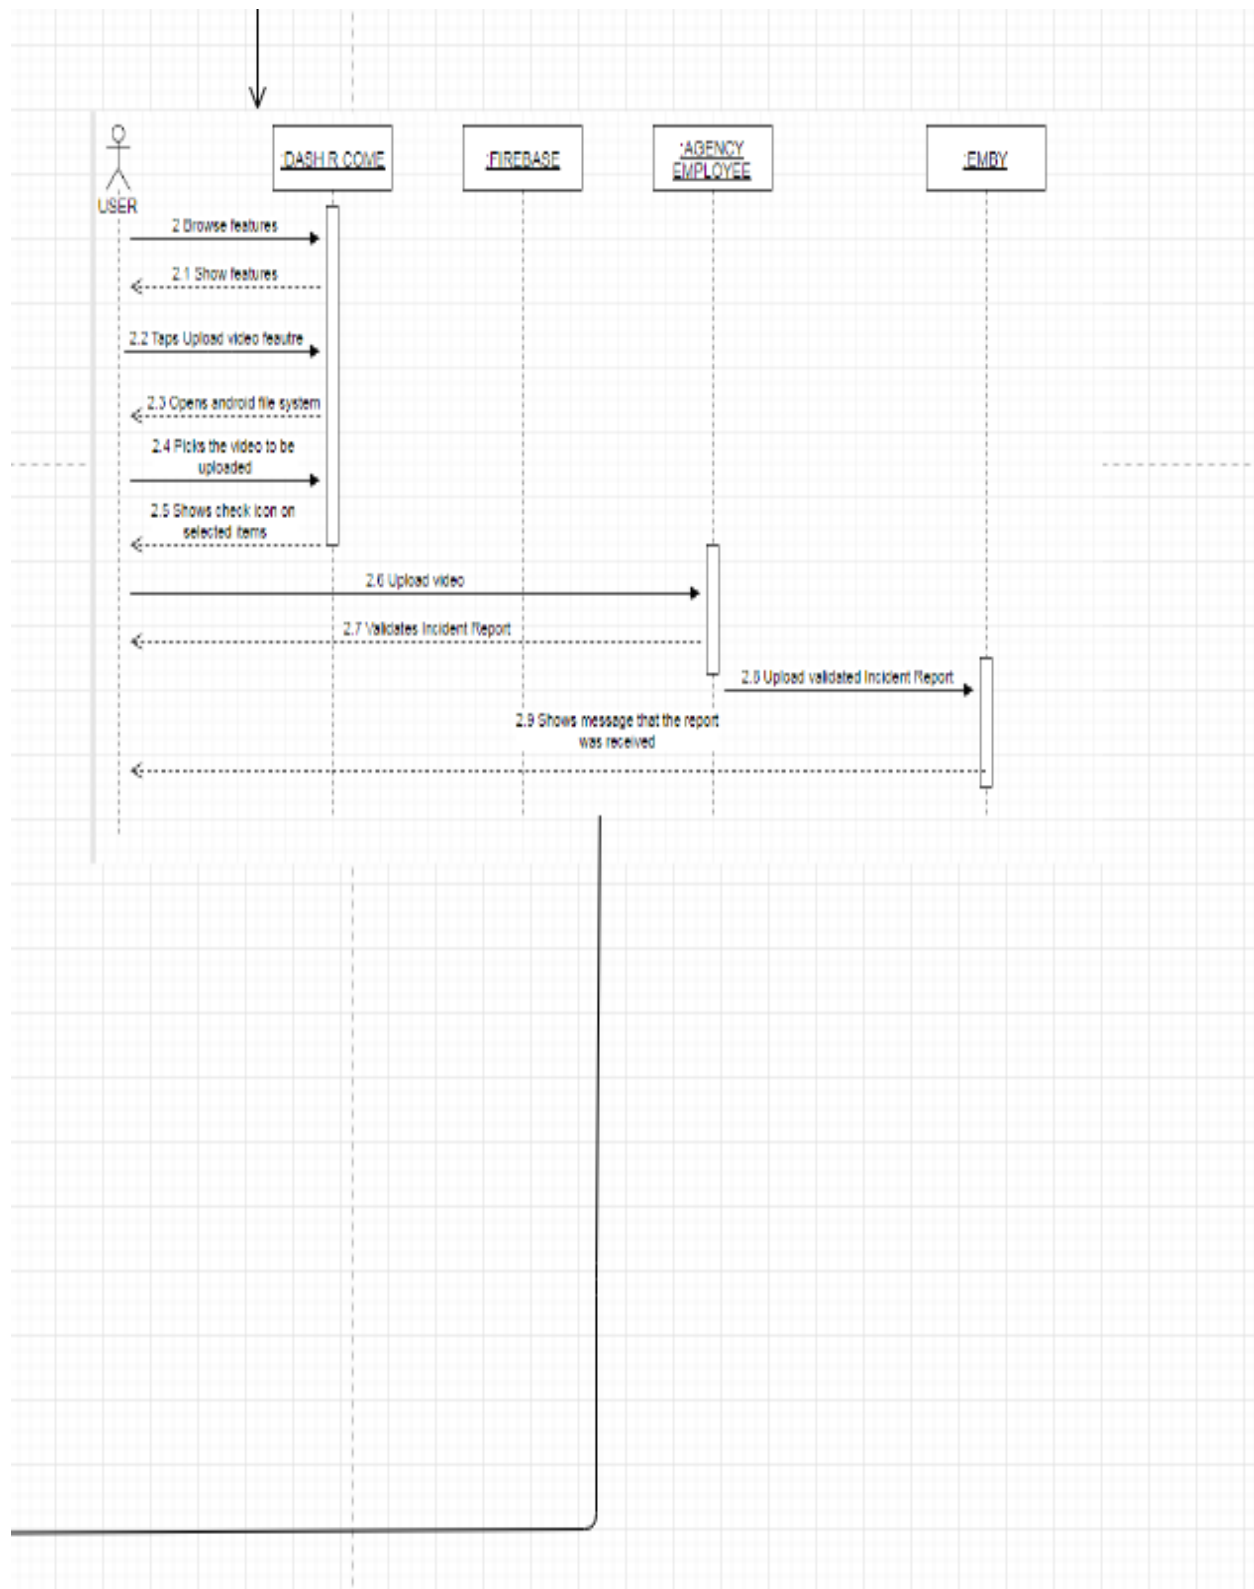 :DASH R COME
:FIREBASE
:AGENCY
EMPLOYEE
:EMBY
USER
2 Browse features
2.1 Show features
2.2 Taps Upload video feautre
2.3 Opens android file system
2.4 Picks the video to be
uploaded
2.5 Shows check icon on
selected items
2.6 Upload video
2.7 Validates Incident Report
2.8 Upload validated Incident Report
2.9 Shows message that the report
was received